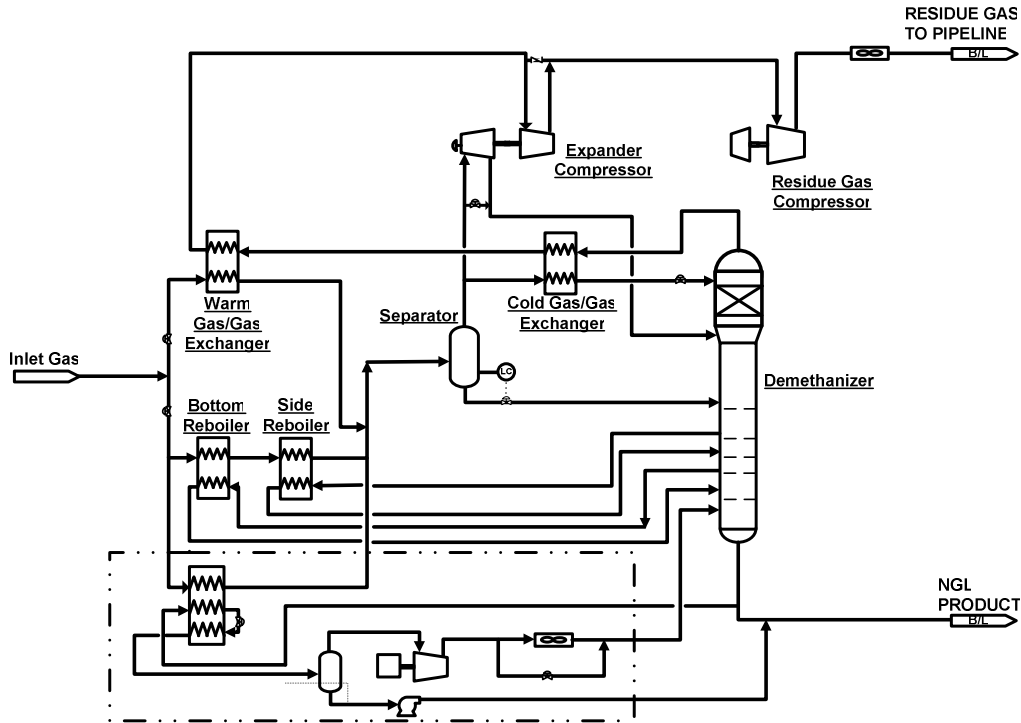 RESIDUE GAS
TO PIPELINE
B/L
Expander
Compressor
Residue Gas
Compressor
Warm
Gas/Gas
Exchanger
Cold Gas/Gas
Exchanger
Separator
Inlet Gas
LC
Demethanizer
Bottom
Reboiler
Side
Reboiler
NGL
PRODUCT
B/L